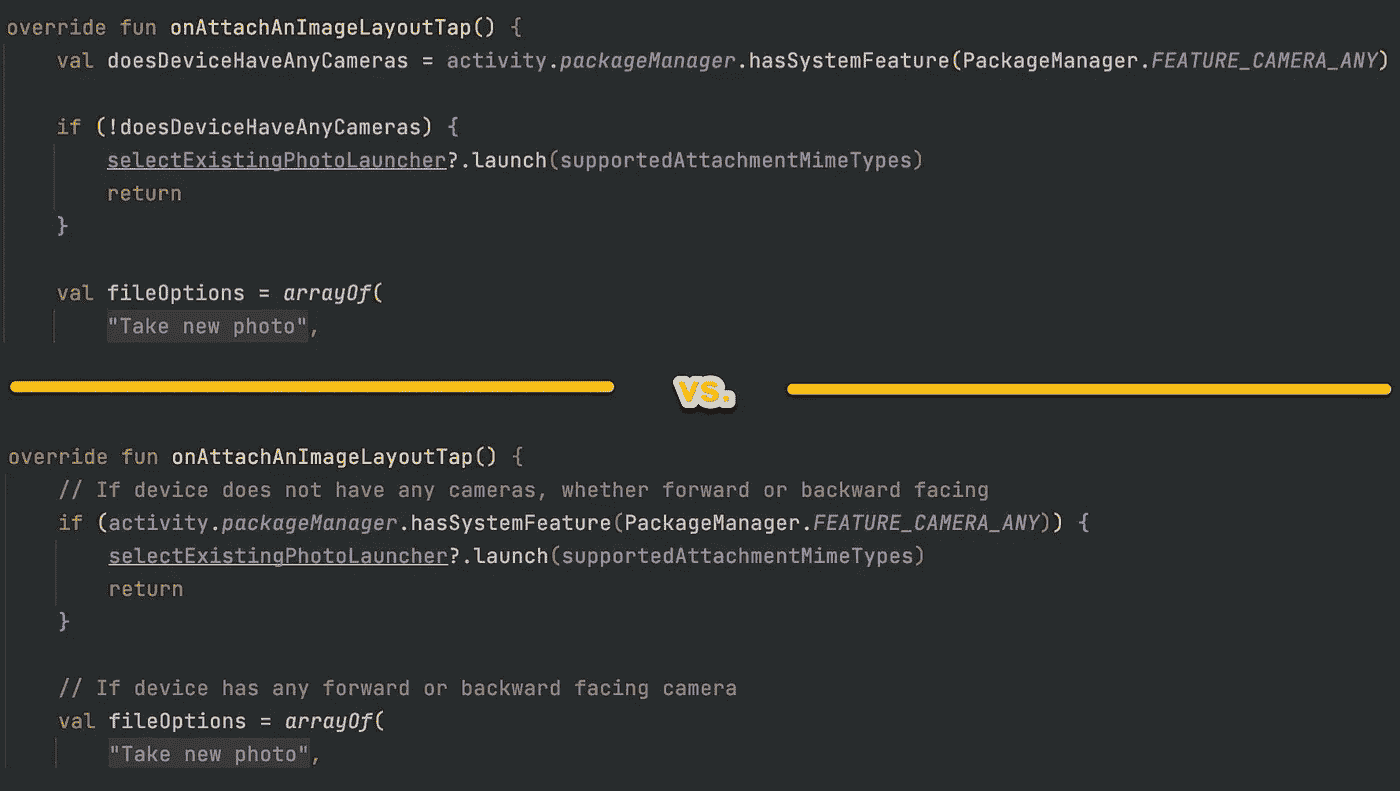 override fun onAttachAnImageLayoutTap() {
    val doesDeviceHaveAnyCameras = activity.packageManager.hasSystemFeature(PackageManager.FEATURE_CAMERA_ANY)
    if (!doesDeviceHaveAnyCameras) {
        selectExistingPhotoLauncher?.launch(supportedAttachmentMimeTypes)
        return
    }
    val fileOptions = arrayOf(
        "Take new photo",
vs.
override fun onAttachAnImageLayoutTap() {
    // If device does not have any cameras, whether forward or backward facing
    if (activity.packageManager.hasSystemFeature(PackageManager.FEATURE_CAMERA_ANY)) {
        selectExistingPhotoLauncher?.launch(supportedAttachmentMimeTypes)
        return
    }
    // If device has any forward or backward facing camera
    val fileOptions = arrayOf(
        "Take new photo",